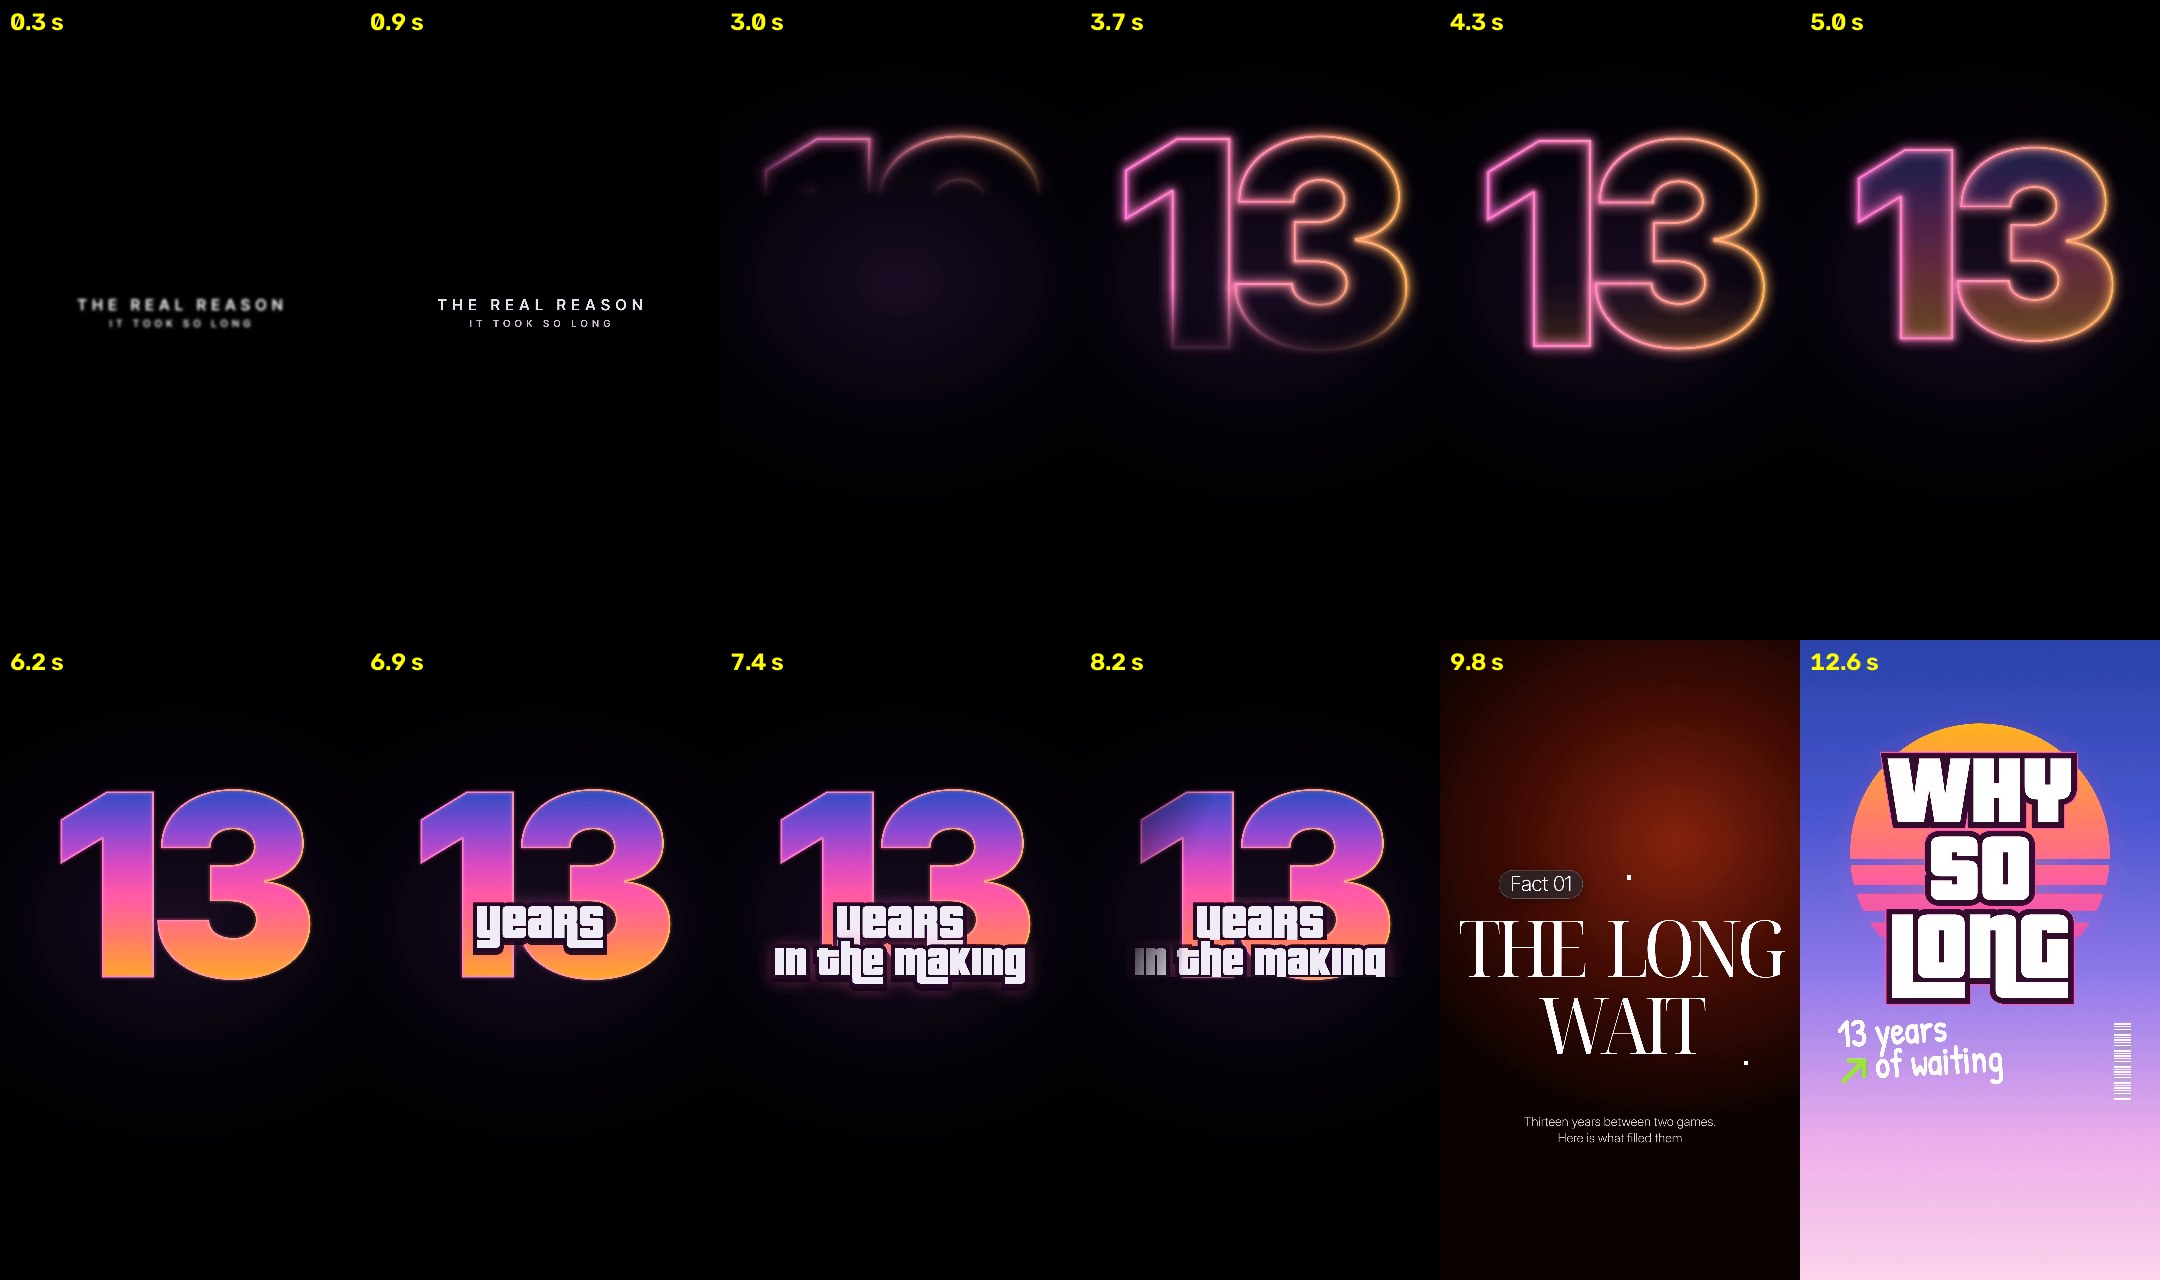 0.3 s
0.9 s
3.0 s
3.7 s
4.3 s
5.0 s
THE REAL REASON
IT TOOK SO LONG
THE REAL REASON
IT TOOK SO LONG
13
13
13
6.2 s
6.9 s
7.4 s
8.2 s
9.8 s
12.6 s
13
13
years
13
years
in the making
13
years
in the making
Fact 01
THE LONG
WAIT
Thirteen years between two games.
Here is what filled them
WHY
SO
LONG
13 years
of waiting